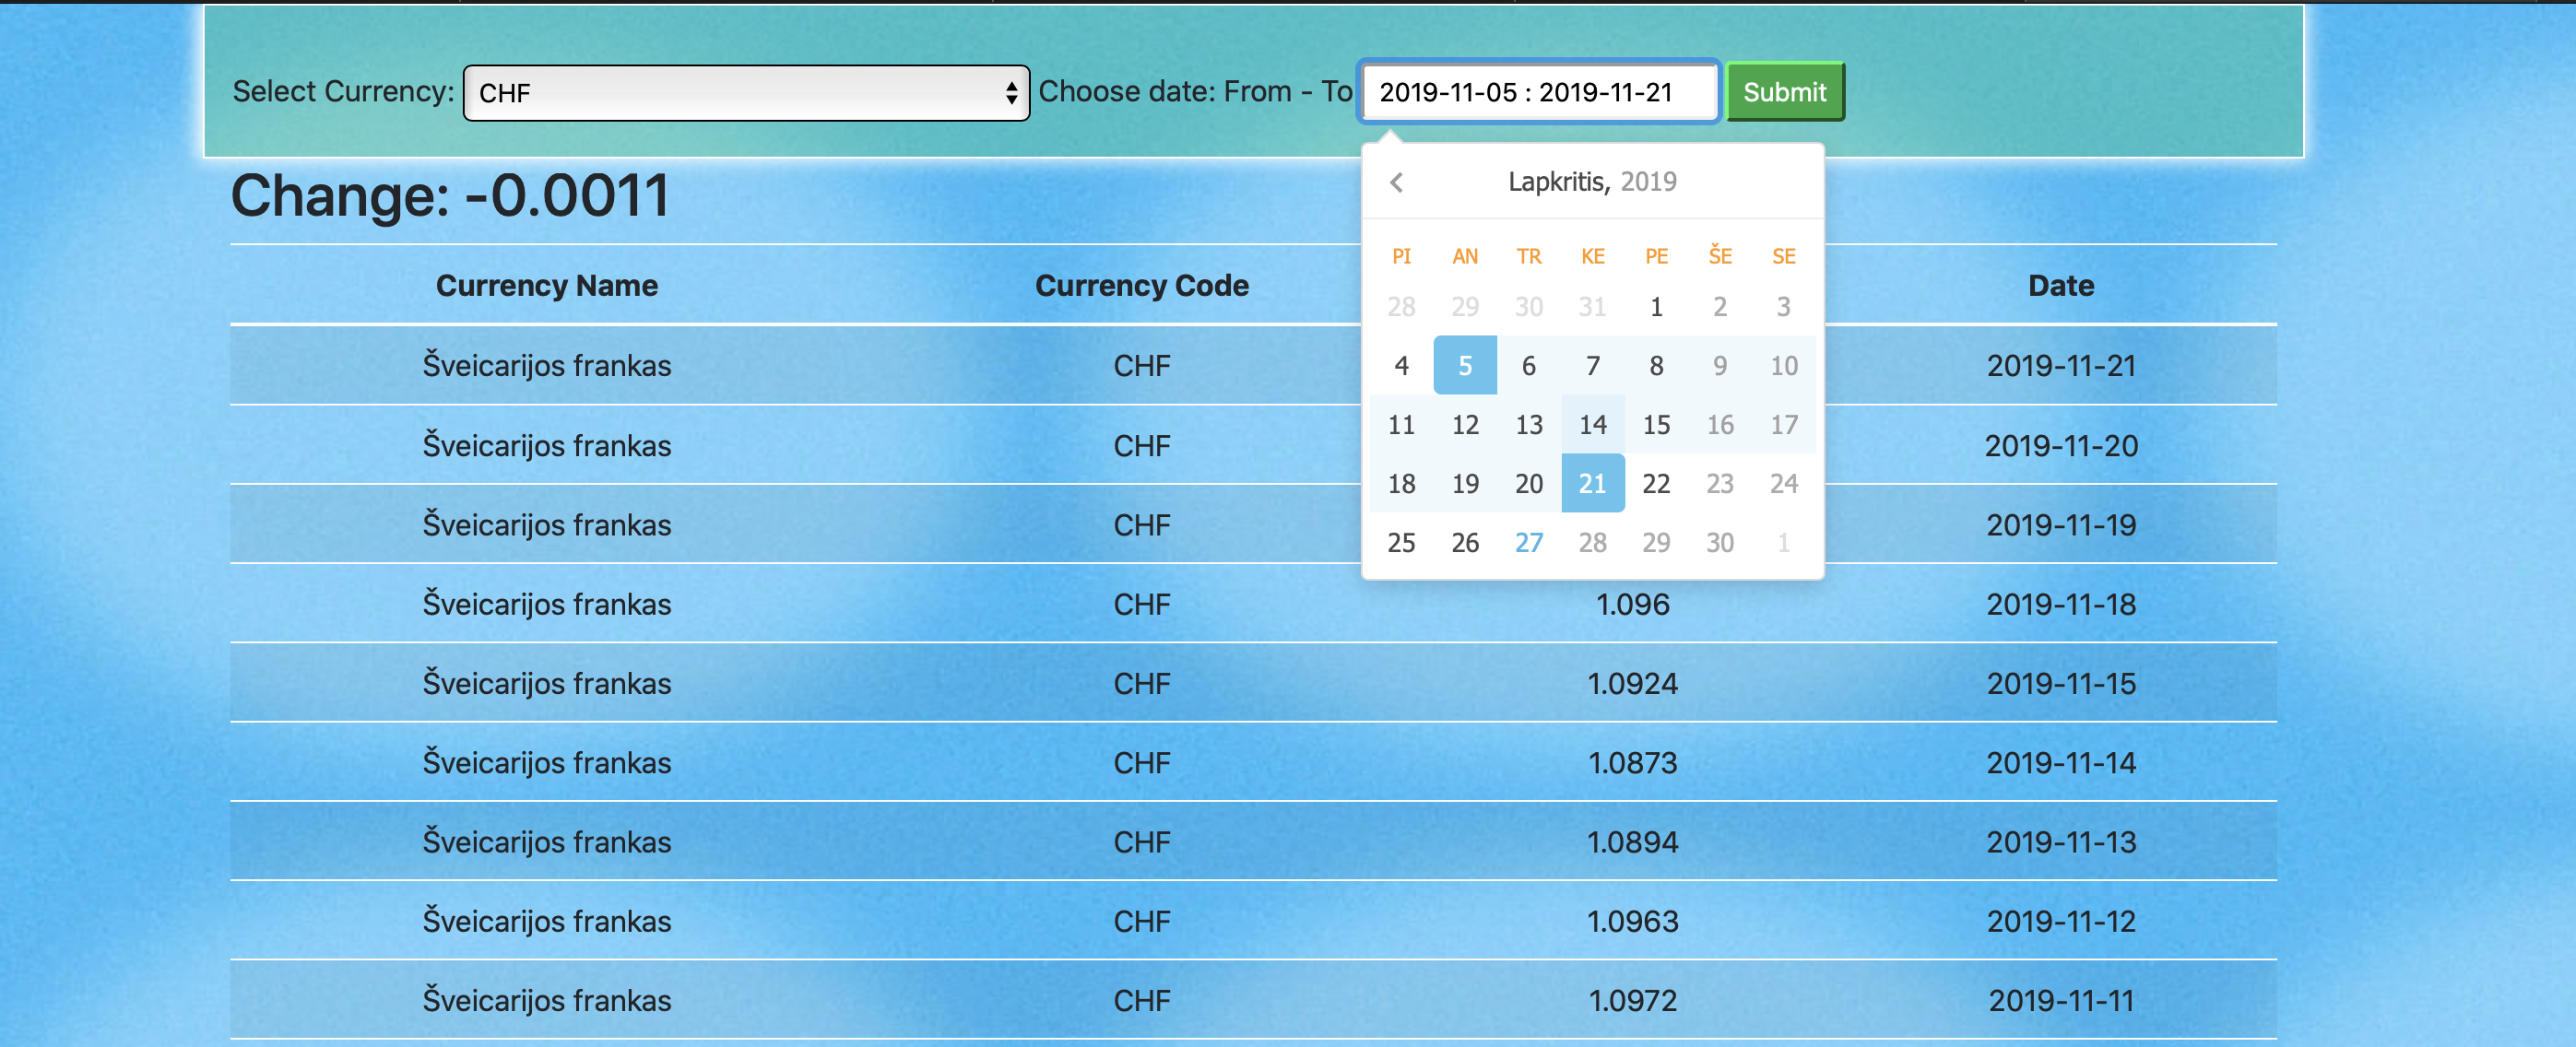 Select Currency: CHF Choose date: From - To 2019-11-05 : 2019-11-21 Submit
Change: -0.0011
Lapkritis, 2019
PI AN TR KE PE ŠE SE
28 29 30 31 1 2 3
4 5 6 7 8 9 10
11 12 13 14 15 16 17
18 19 20 21 22 23 24
25 26 27 28 29 30 1
Currency Name Currency Code Date
Šveicarijos frankas CHF 2019-11-21
Šveicarijos frankas CHF 2019-11-20
Šveicarijos frankas CHF 2019-11-19
Šveicarijos frankas CHF 1.096 2019-11-18
Šveicarijos frankas CHF 1.0924 2019-11-15
Šveicarijos frankas CHF 1.0873 2019-11-14
Šveicarijos frankas CHF 1.0894 2019-11-13
Šveicarijos frankas CHF 1.0963 2019-11-12
Šveicarijos frankas CHF 1.0972 2019-11-11